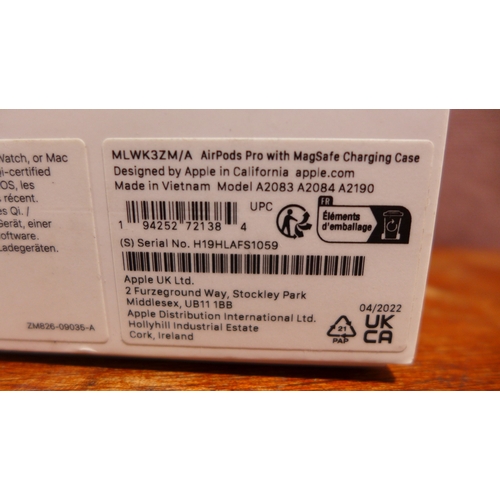 Watch, or Mac
Qi-certified
OS, les
s récent.
s Qi. /
Gerät, einer
oftware.
Ladegeräten.
ZM826-09035-A
MLWK3ZM/A AirPods Pro with MagSafe Charging Case
Designed by Apple in California apple.com
Made in Vietnam Model A2083 A2084 A2190
1 94252 72138 4
UPC
FR
Éléments
d'emballage
(S) Serial No. H19HLAFS1059
Apple UK Ltd.
2 Furzeground Way, Stockley Park
Middlesex, UB11 1BB
Apple Distribution International Ltd.
Hollyhill Industrial Estate
Cork, Ireland
21
PAP
04/2022
UK
CA